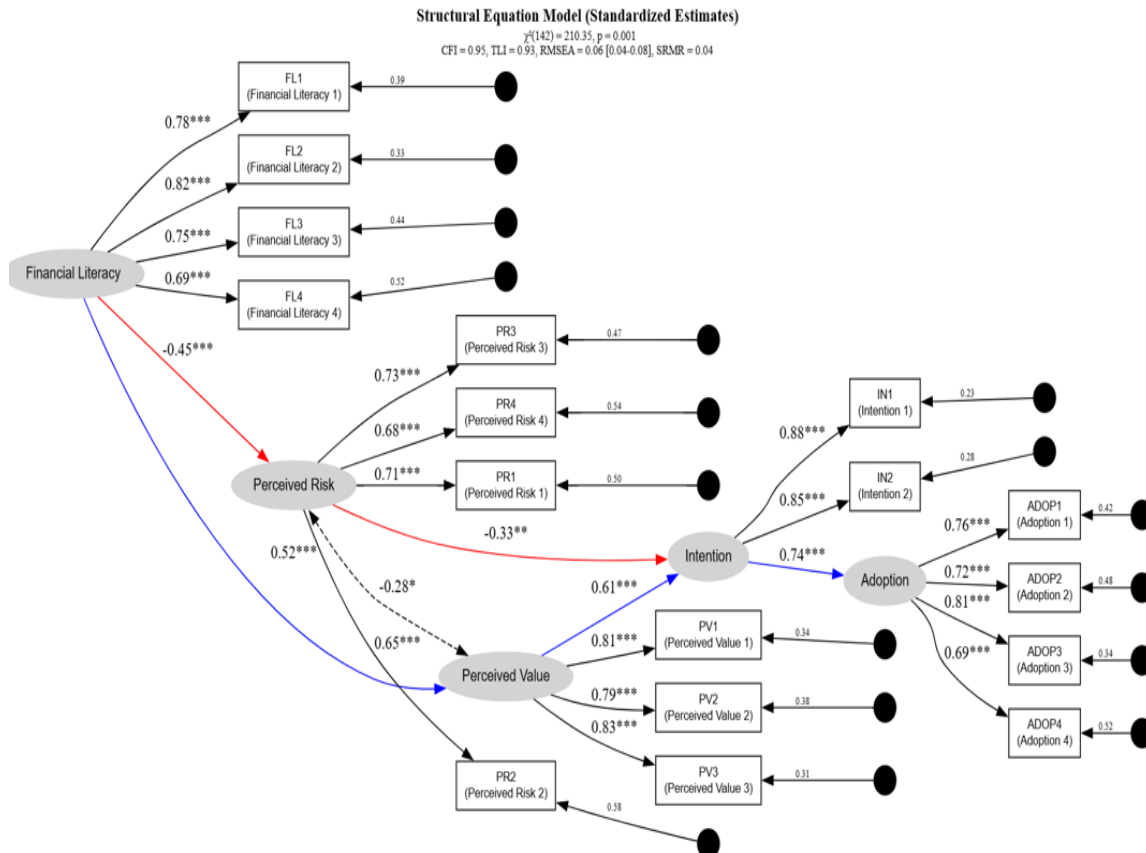 Structural Equation Model (Standardized Estimates)
χ²(142) = 210.35, p = 0.001
CFI = 0.95, TLI = 0.93, RMSEA = 0.06 [0.04-0.08], SRMR = 0.04
FL1
(Financial Literacy 1)
0.39
0.78***
FL2
(Financial Literacy 2)
0.33
0.82***
FL3
(Financial Literacy 3)
0.44
0.75***
Financial Literacy
0.69***
FL4
(Financial Literacy 4)
0.52
-0.45***
PR3
(Perceived Risk 3)
0.47
0.73***
PR4
(Perceived Risk 4)
0.54
0.68***
PR1
(Perceived Risk 1)
0.50
0.71***
Perceived Risk
IN1
(Intention 1)
0.23
0.88***
IN2
(Intention 2)
0.28
0.85***
-0.33**
0.52***
Intention
0.74***
Adoption
ADOP1
(Adoption 1)
0.42
0.76***
ADOP2
(Adoption 2)
0.48
0.72***
0.81***
ADOP3
(Adoption 3)
0.34
0.69***
ADOP4
(Adoption 4)
0.52
-0.28*
0.61***
0.65***
Perceived Value
PV1
(Perceived Value 1)
0.34
0.81***
PV2
(Perceived Value 2)
0.38
0.79***
0.83***
PV3
(Perceived Value 3)
0.31
PR2
(Perceived Risk 2)
0.58